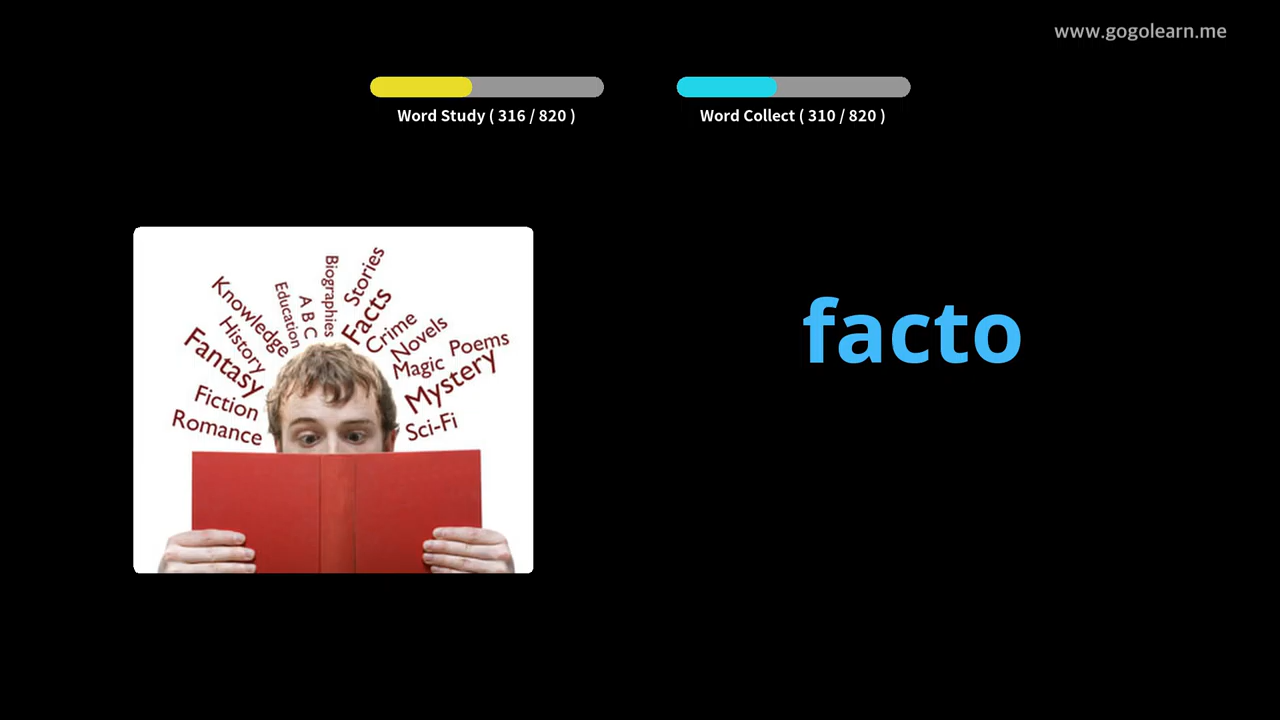 www.gogolearn.me
Word Study ( 316 / 820 )
Word Collect ( 310 / 820 )
Biographies
Stories
Knowledge
Education
A B C
Facts
Crime
History
Novels
Poems
Fantasy
Magic
Mystery
Fiction
Romance
Sci-Fi
facto